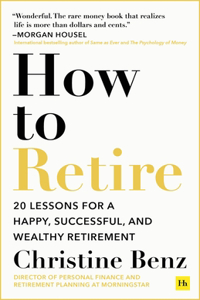 "Wonderful. The rare money book that realizes
life is more than dollars and cents."
–MORGAN HOUSEL
International bestselling author of Same as Ever and The Psychology of Money
How
to
Retire
20 LESSONS FOR A
HAPPY, SUCCESSFUL, AND
WEALTHY RETIREMENT
Christine Benz
DIRECTOR OF PERSONAL FINANCE AND
RETIREMENT PLANNING AT MORNINGSTAR
Hh